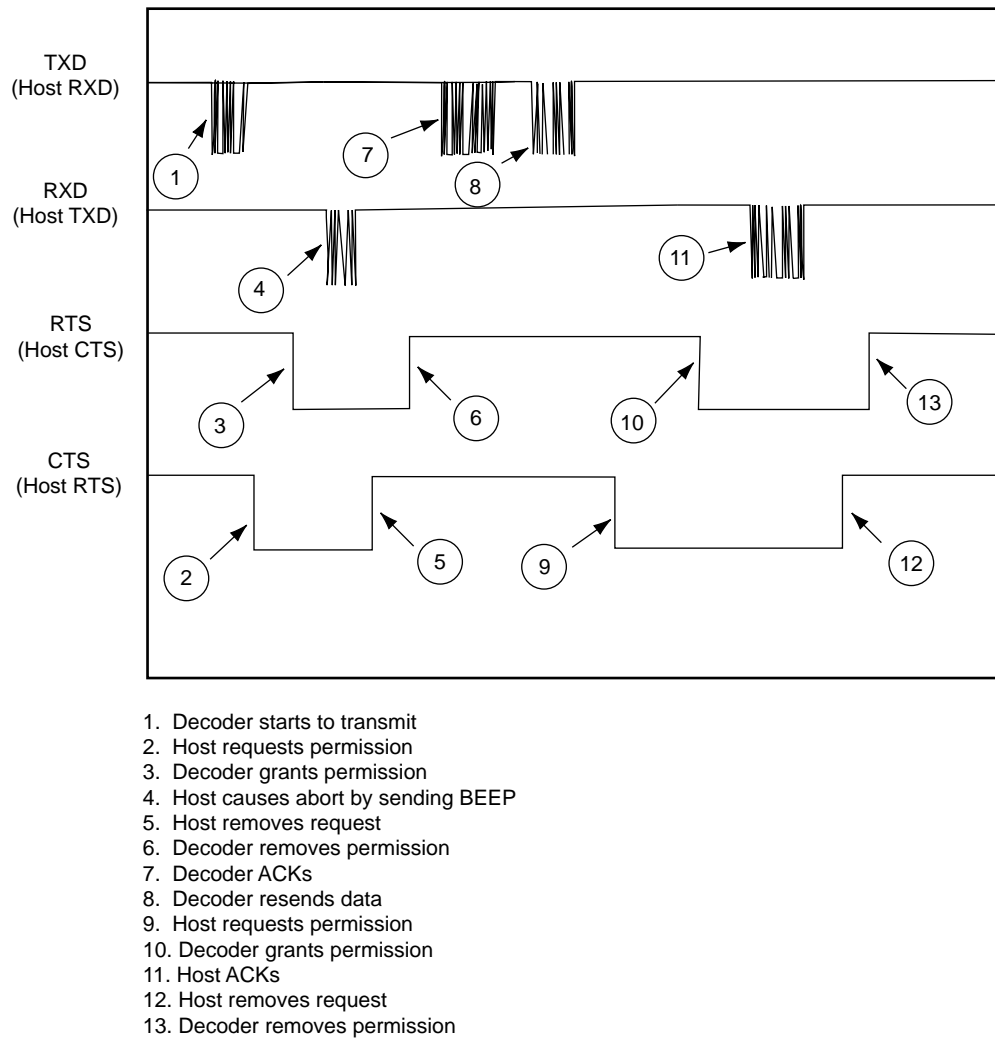 TXD
(Host RXD)
1
7
8
RXD
(Host TXD)
4
11
RTS
(Host CTS)
3
6
10
13
CTS
(Host RTS)
2
5
9
12
1. Decoder starts to transmit
2. Host requests permission
3. Decoder grants permission
4. Host causes abort by sending BEEP
5. Host removes request
6. Decoder removes permission
7. Decoder ACKs
8. Decoder resends data
9. Host requests permission
10. Decoder grants permission
11. Host ACKs
12. Host removes request
13. Decoder removes permission